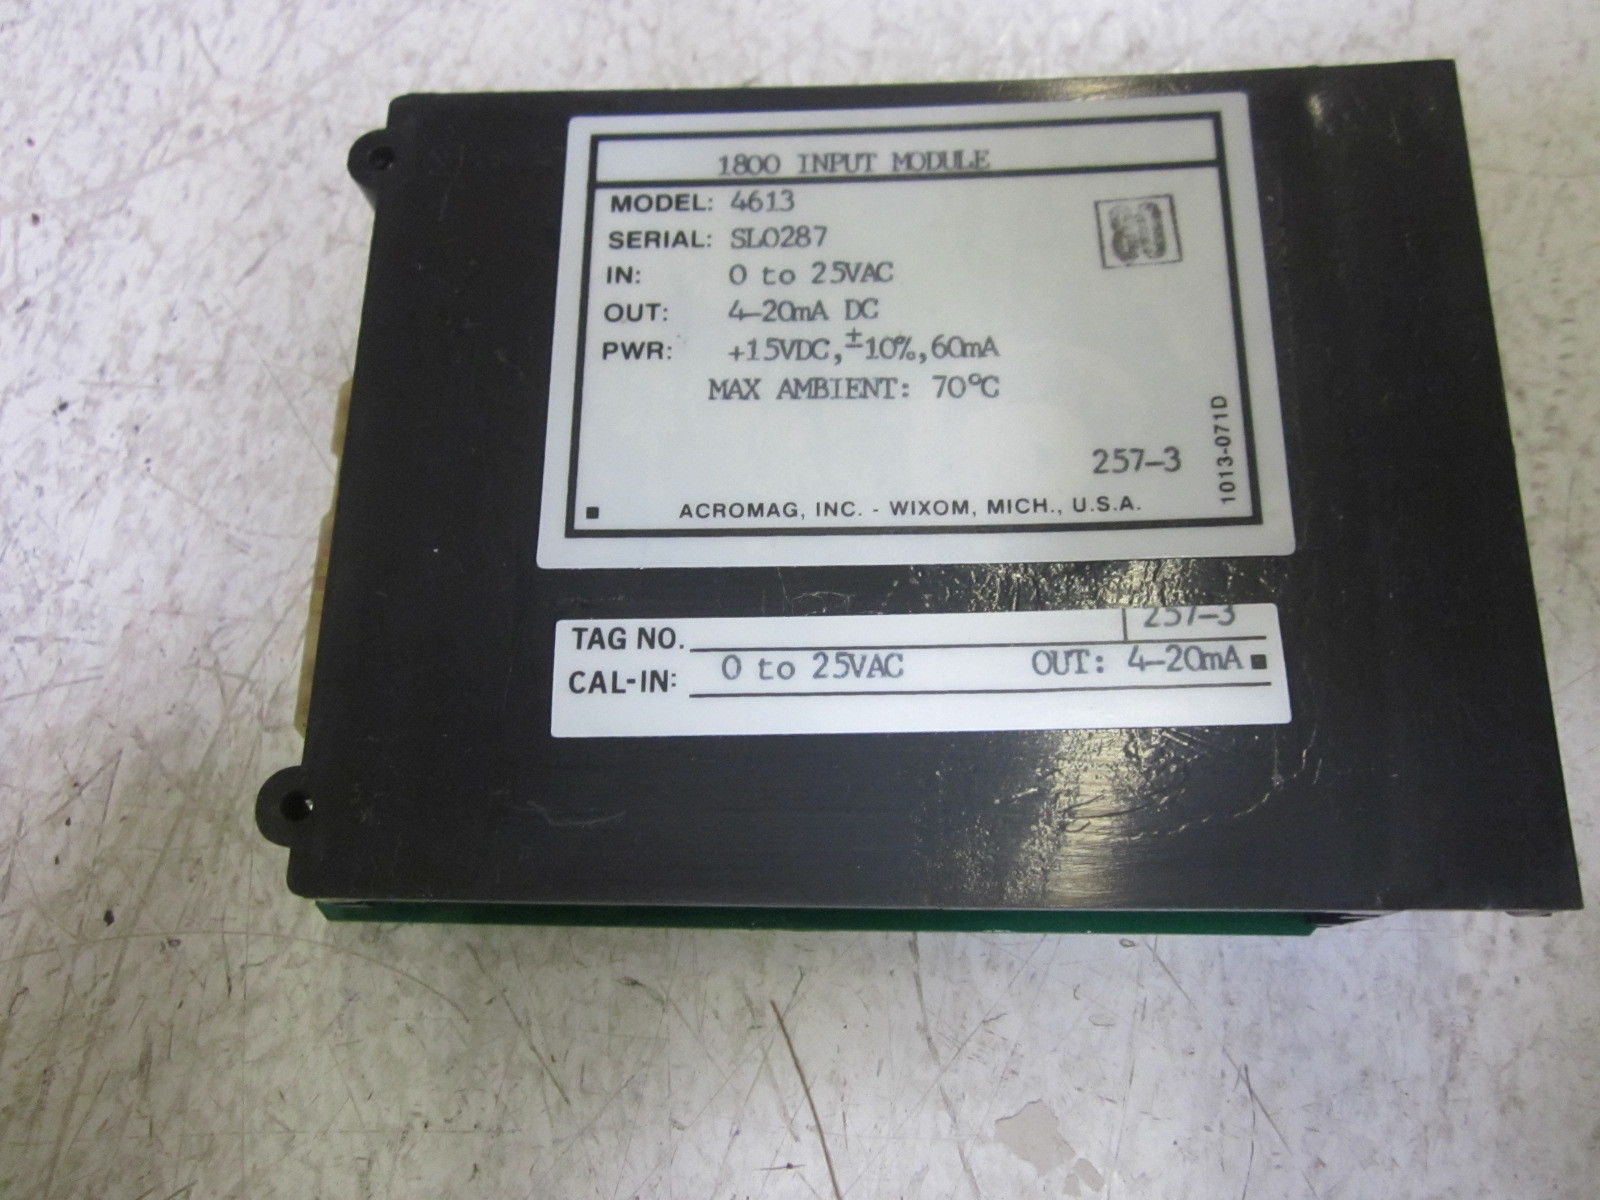 1800 INPUT MODULE
MODEL: 4613
SERIAL: SL0287
IN: 0 to 25VAC
OUT: 4-20mA DC
PWR: +15VDC,±10%,60mA
MAX AMBIENT: 70°C
257-3
1013-071D
ACROMAG, INC. - WIXOM, MICH., U.S.A.
TAG NO. 257-3
CAL-IN: 0 to 25VAC OUT: 4-20mA